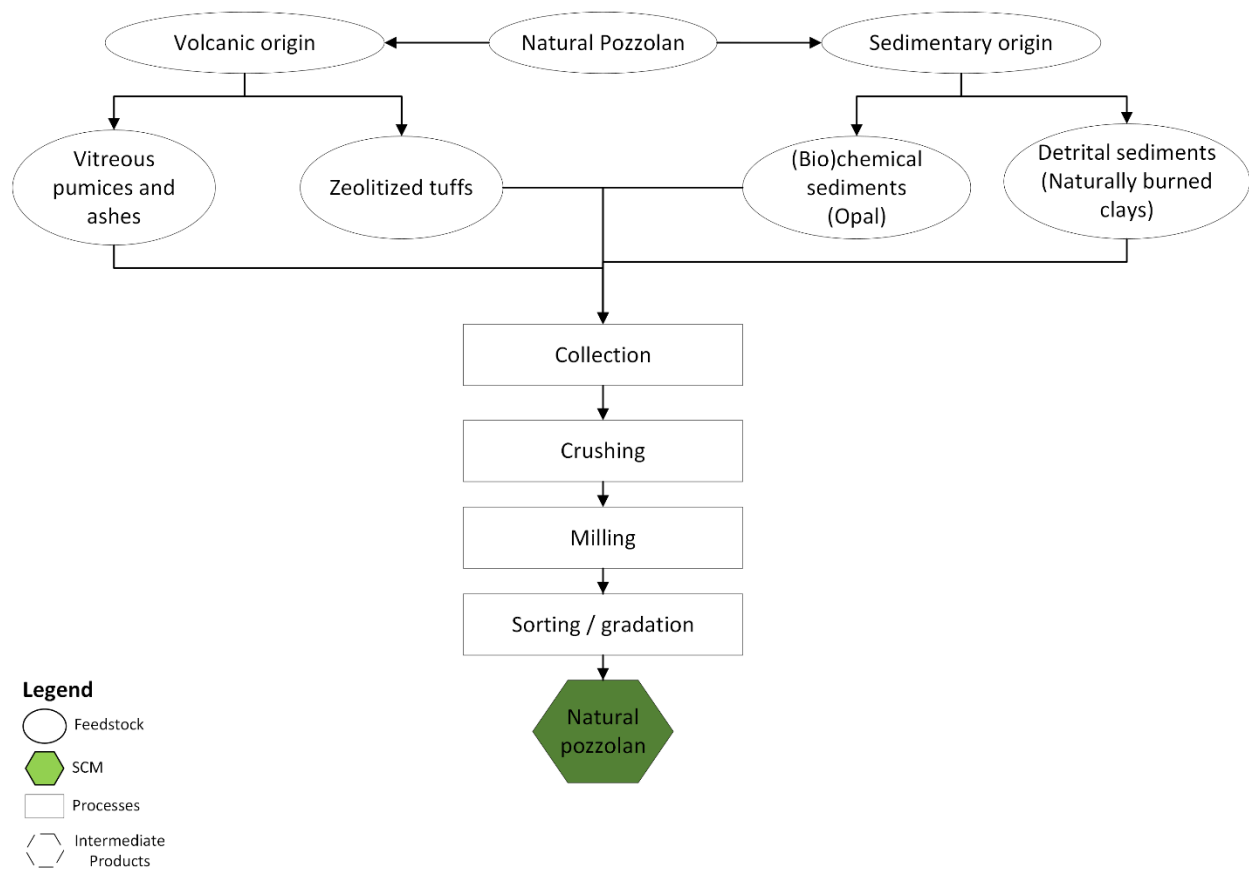 Volcanic origin
Natural Pozzolan
Sedimentary origin
Vitreous
pumices and
ashes
Zeolitized tuffs
(Bio)chemical
sediments
(Opal)
Detrital sediments
(Naturally burned
clays)
Collection
Crushing
Milling
Sorting / gradation
Natural
pozzolan
Legend
Feedstock
SCM
Processes
Intermediate
Products